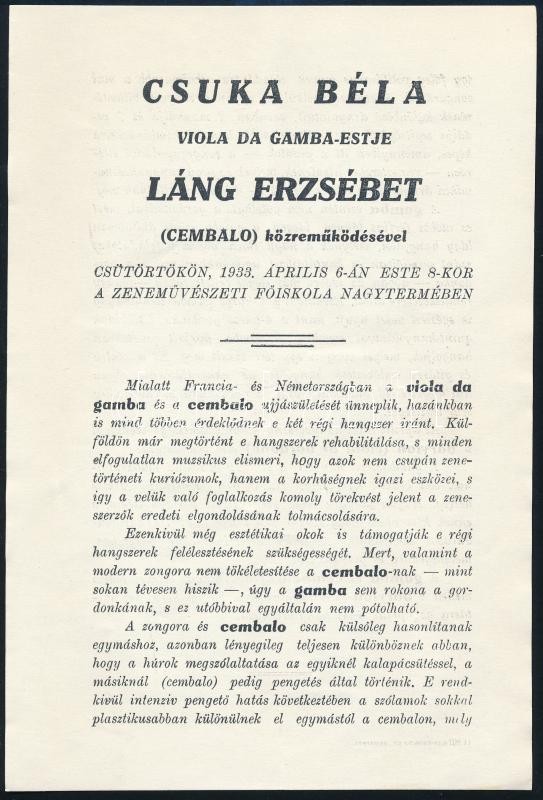 CSUKA BÉLA
VIOLA DA GAMBA-ESTJE
LÁNG ERZSÉBET
(CEMBALO) közreműködésével
CSÜTÖRTÖKÖN, 1933. ÁPRILIS 6-ÁN ESTE 8-KOR
A ZENEMŰVÉSZETI FŐISKOLA NAGYTERMÉBEN
Mialatt Francia- és Németországban a viola da
gamba és a cembalo ujjászületését ünneplik, hazánkban
is mind többen érdeklődnek e két régi hangszer iránt. Kül-
földön már megtörtént e hangszerek rehabilitálása, s minden
elfogulatlan muzsikus elismeri, hogy azok nem csupán zene-
történeti kuriózumok, hanem a korhűségnek igazi eszközei, s
igy a velük való foglalkozás komoly törekvést jelent a zene-
szerzők eredeti elgondolásának tolmácsolására.
Ezenkivül még esztétikai okok is támogatják e régi
hangszerek felélesztésének szükségességét. Mert, valamint a
modern zongora nem tökéletesítése a cembalo-nak — mint
sokan tévesen hiszik —, úgy a gamba sem rokona a gor-
donkának, s ez utóbbival egyáltalán nem pótolható.
A zongora és cembalo csak külsőleg hasonlítanak
egymáshoz, azonban lényegileg teljesen különböznek abban,
hogy a húrok megszólaltatása az egyiknél kalapácsütéssel, a
másiknál (cembalo) pedig pengetés által történik. E rend-
kivül intenziv pengető hatás következtében a szólamok sokkal
plasztikusabban különülnek el egymástól a cembalon, mely